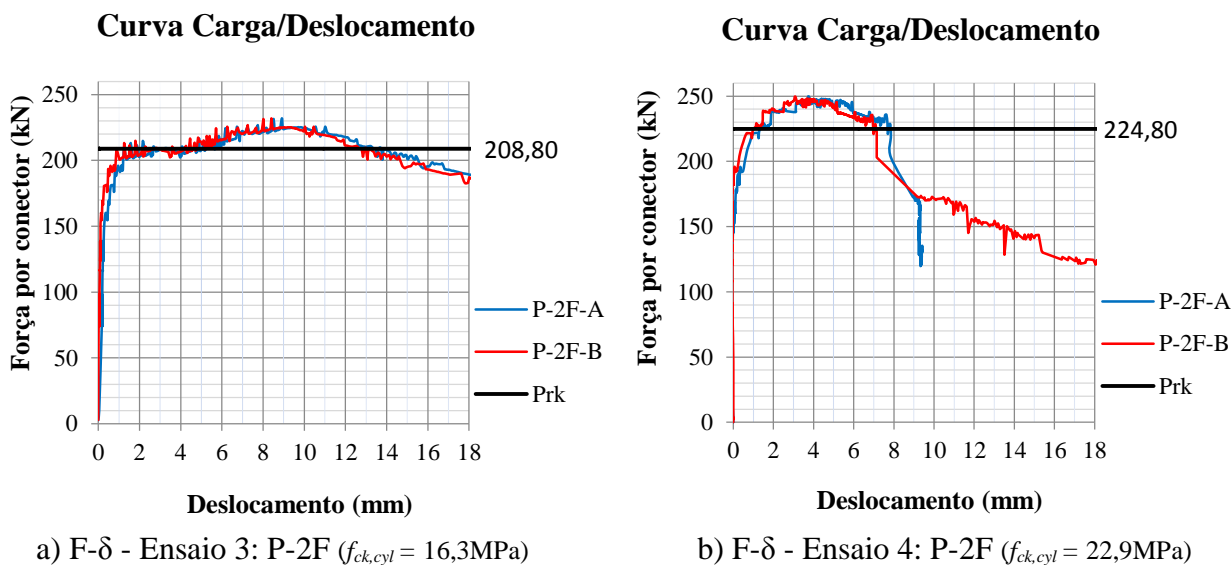 Curva Carga/Deslocamento
Força por conector (kN)
250
200
150
100
50
0
0 2 4 6 8 10 12 14 16 18
208,80
P-2F-A
P-2F-B
Prk
Deslocamento (mm)
a) F-δ - Ensaio 3: P-2F (fck,cyl = 16,3MPa)
Curva Carga/Deslocamento
Força por conector (kN)
250
200
150
100
50
0
0 2 4 6 8 10 12 14 16 18
224,80
P-2F-A
P-2F-B
Prk
Deslocamento (mm)
b) F-δ - Ensaio 4: P-2F (fck,cyl = 22,9MPa)